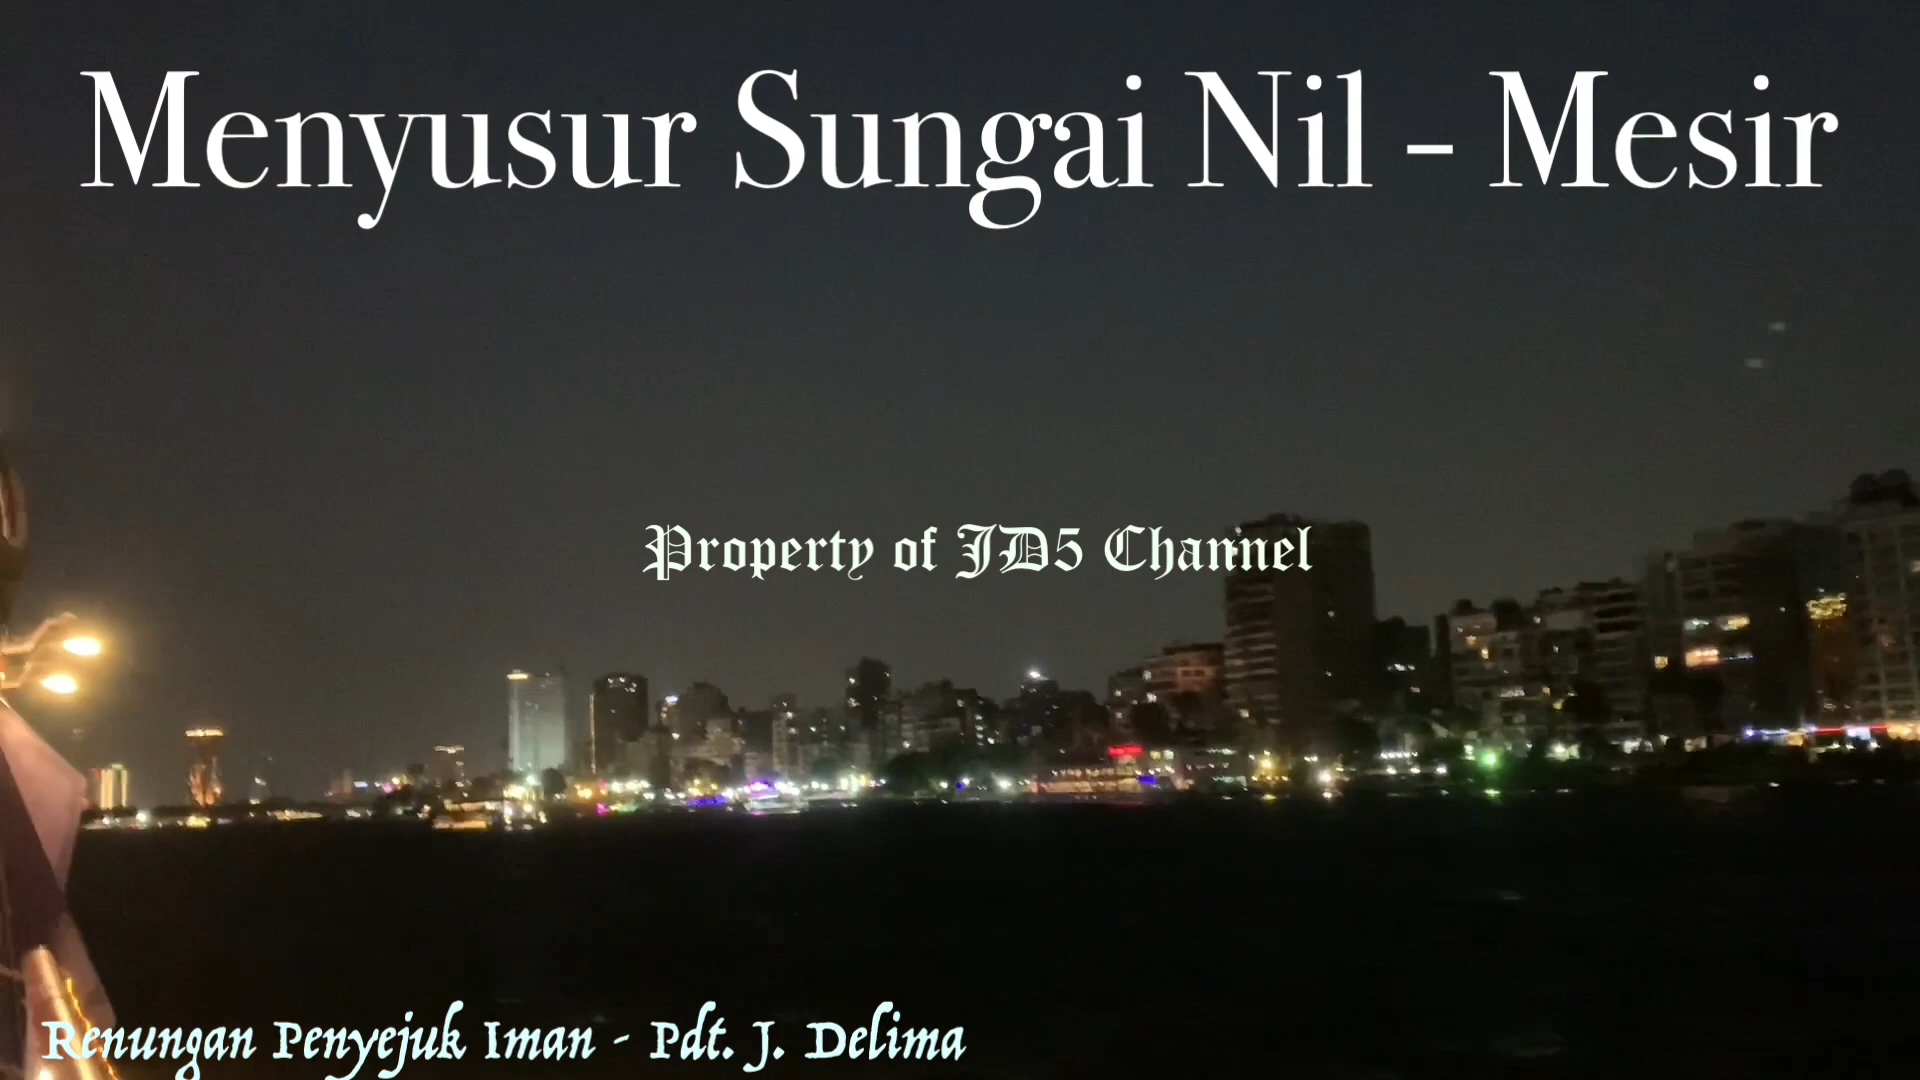 Menyusur Sungai Nil - Mesir
Property of JD5 Channel
Renungan Penyejuk Iman - Pdt. J. Delima